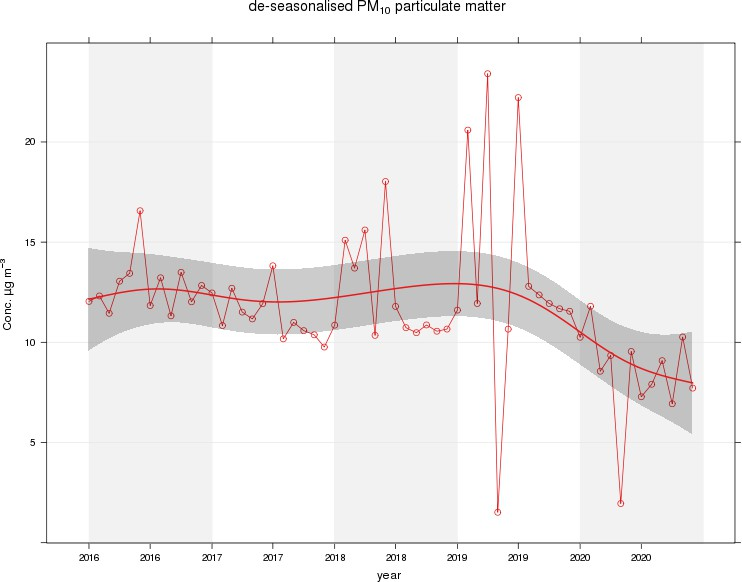 de-seasonalised PM₁₀ particulate matter
Conc. µg m⁻³
20
15
10
5
2016 2016 2017 2017 2018 2018 2019 2019 2020 2020
year